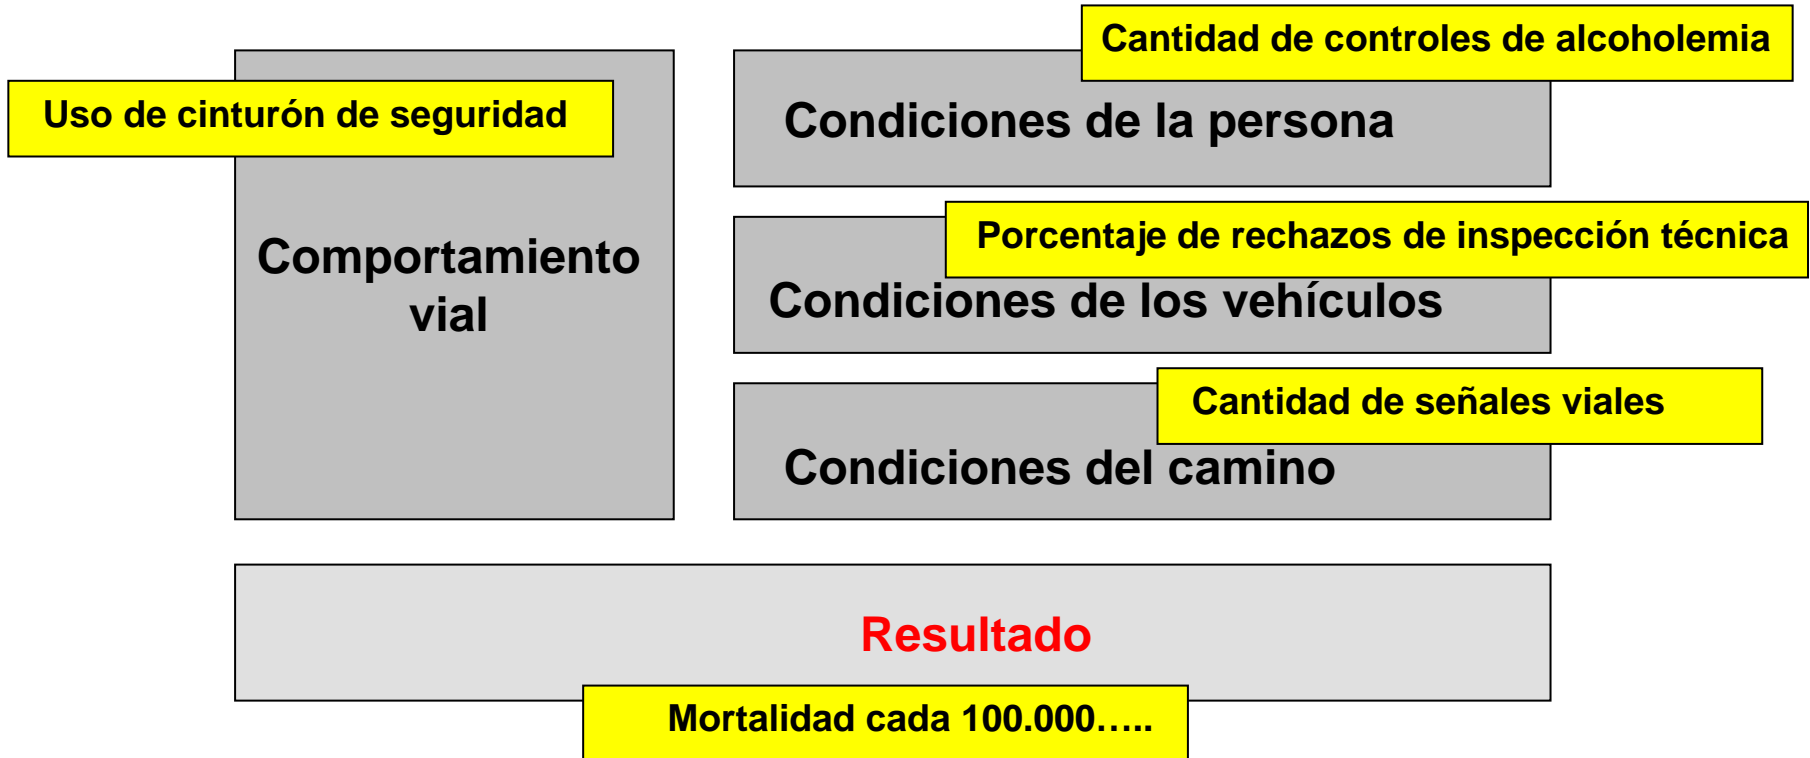 Cantidad de controles de alcoholemia
Uso de cinturón de seguridad
Condiciones de la persona
Porcentaje de rechazos de inspección técnica
Comportamiento
vial
Condiciones de los vehículos
Cantidad de señales viales
Condiciones del camino
Resultado
Mortalidad cada 100.000…..